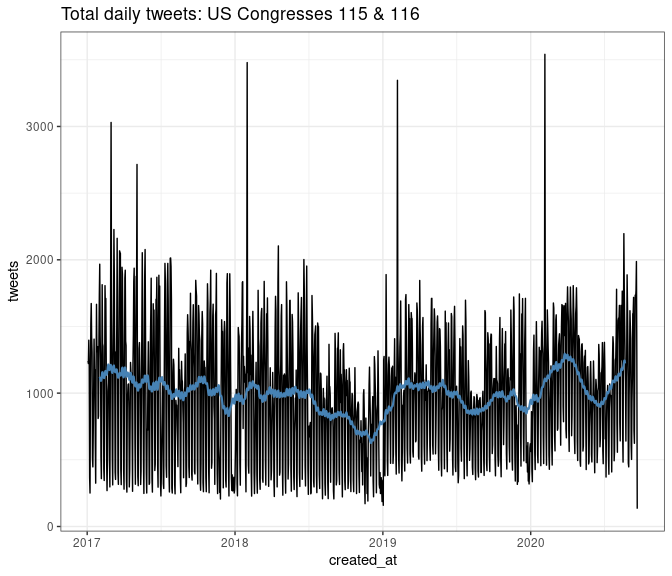 Total daily tweets: US Congresses 115 & 116
3000
2000
1000
0
tweets
2017 2018 2019 2020
created_at